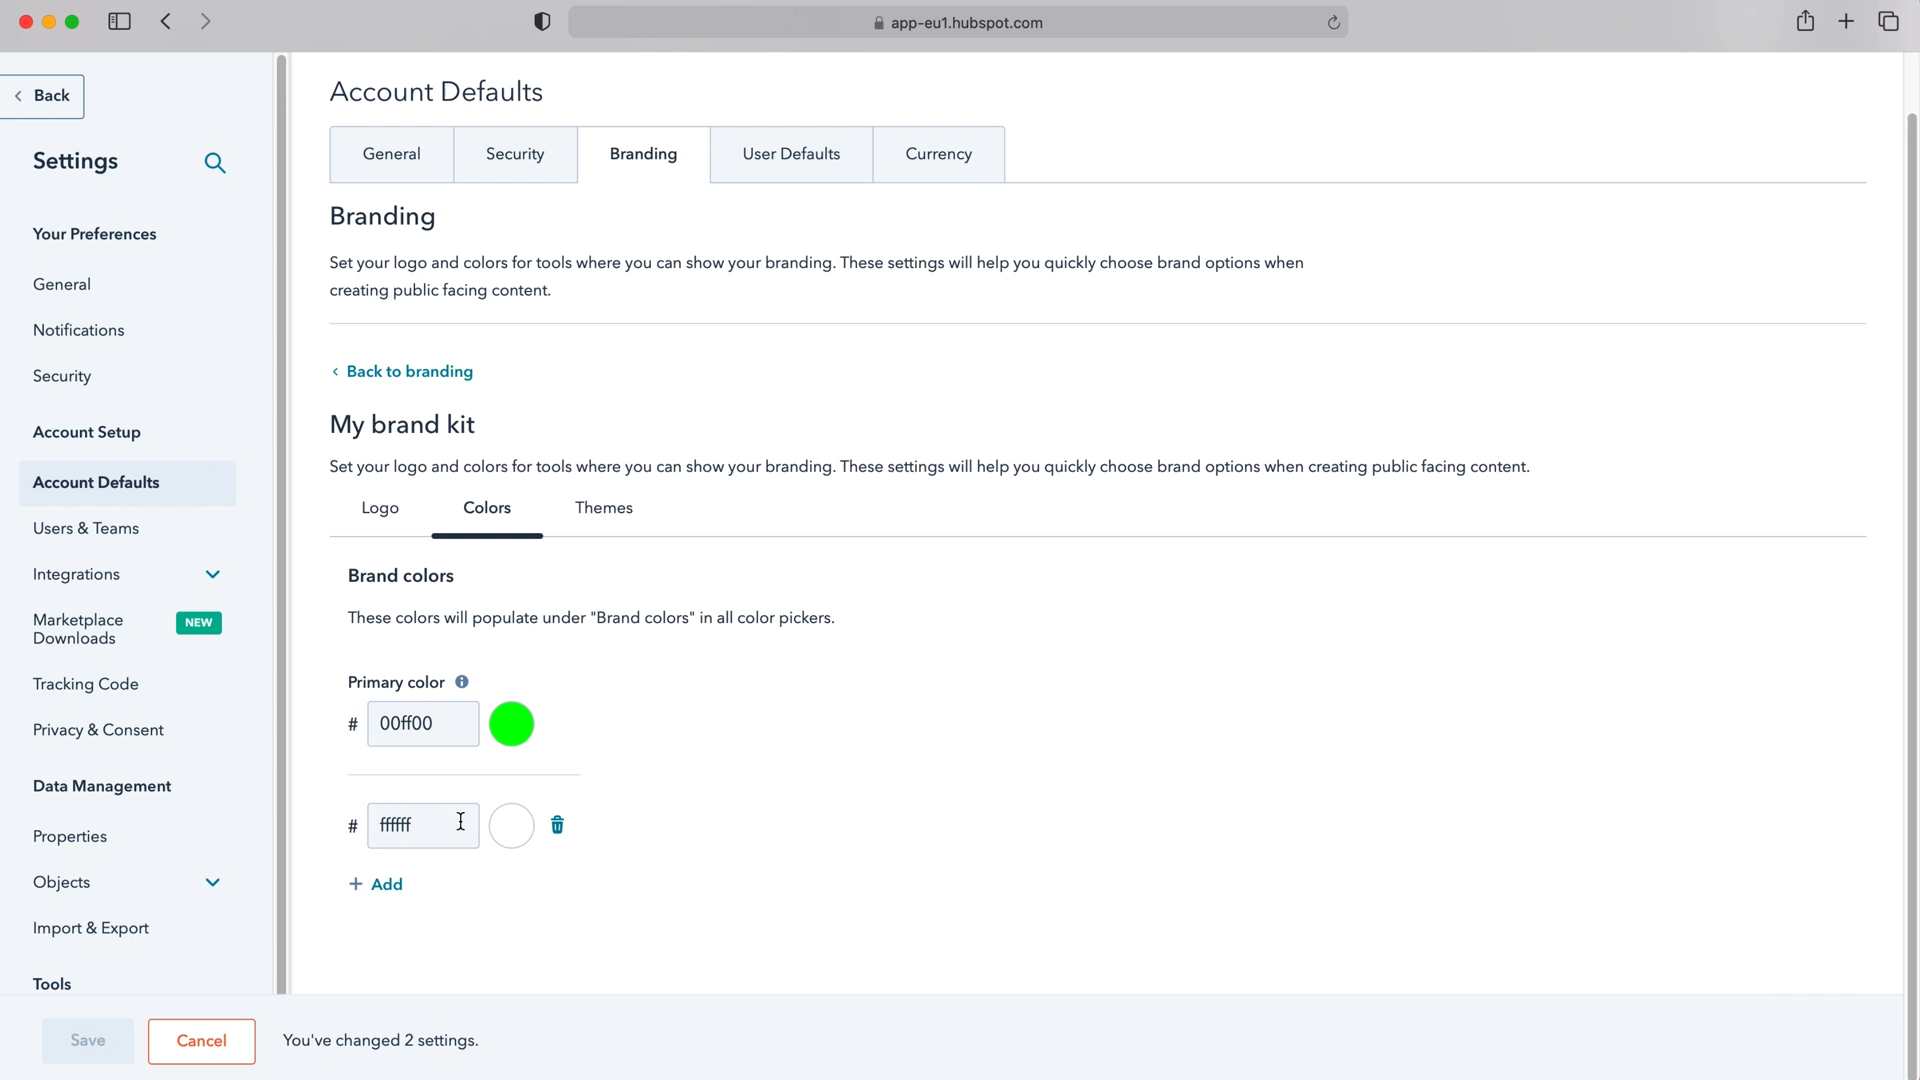 app-eu1.hubspot.com
Back
Settings
Your Preferences
General
Notifications
Security
Account Setup
Account Defaults
Users & Teams
Integrations
Marketplace
Downloads
NEW
Tracking Code
Privacy & Consent
Data Management
Properties
Objects
Import & Export
Tools
Account Defaults
General Security Branding User Defaults Currency
Branding
Set your logo and colors for tools where you can show your branding. These settings will help you quickly choose brand options when
creating public facing content.
Back to branding
My brand kit
Set your logo and colors for tools where you can show your branding. These settings will help you quickly choose brand options when creating public facing content.
Logo Colors Themes
Brand colors
These colors will populate under "Brand colors" in all color pickers.
Primary color
# 00ff00
# ffffff
+ Add
Save Cancel You've changed 2 settings.